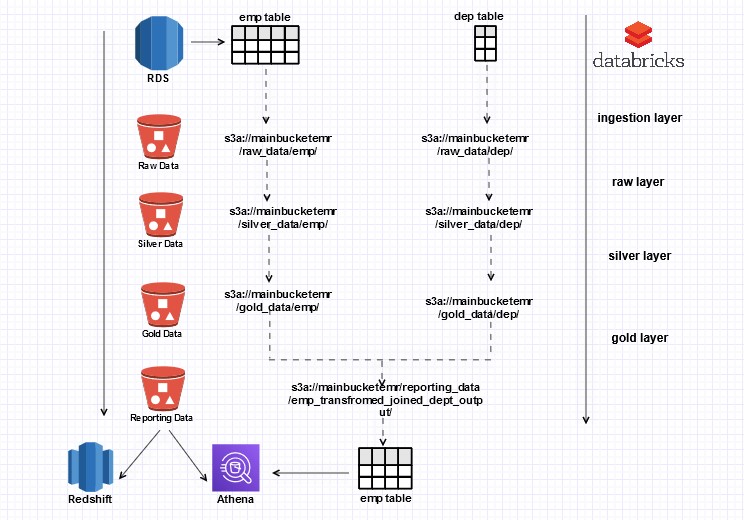 emp table
dep table
RDS
databricks
ingestion layer
s3a://mainbucketemr
/raw_data/emp/
s3a://mainbucketemr
/raw_data/dep/
Raw Data
raw layer
s3a://mainbucketemr
/silver_data/emp/
s3a://mainbucketemr
/silver_data/dep/
Silver Data
silver layer
s3a://mainbucketemr
/gold_data/emp/
s3a://mainbucketemr
/gold_data/dep/
Gold Data
gold layer
s3a://mainbucketemr/reporting_data
/emp_transfromed_joined_dept_outp
ut/
Reporting Data
Redshift
Athena
emp table